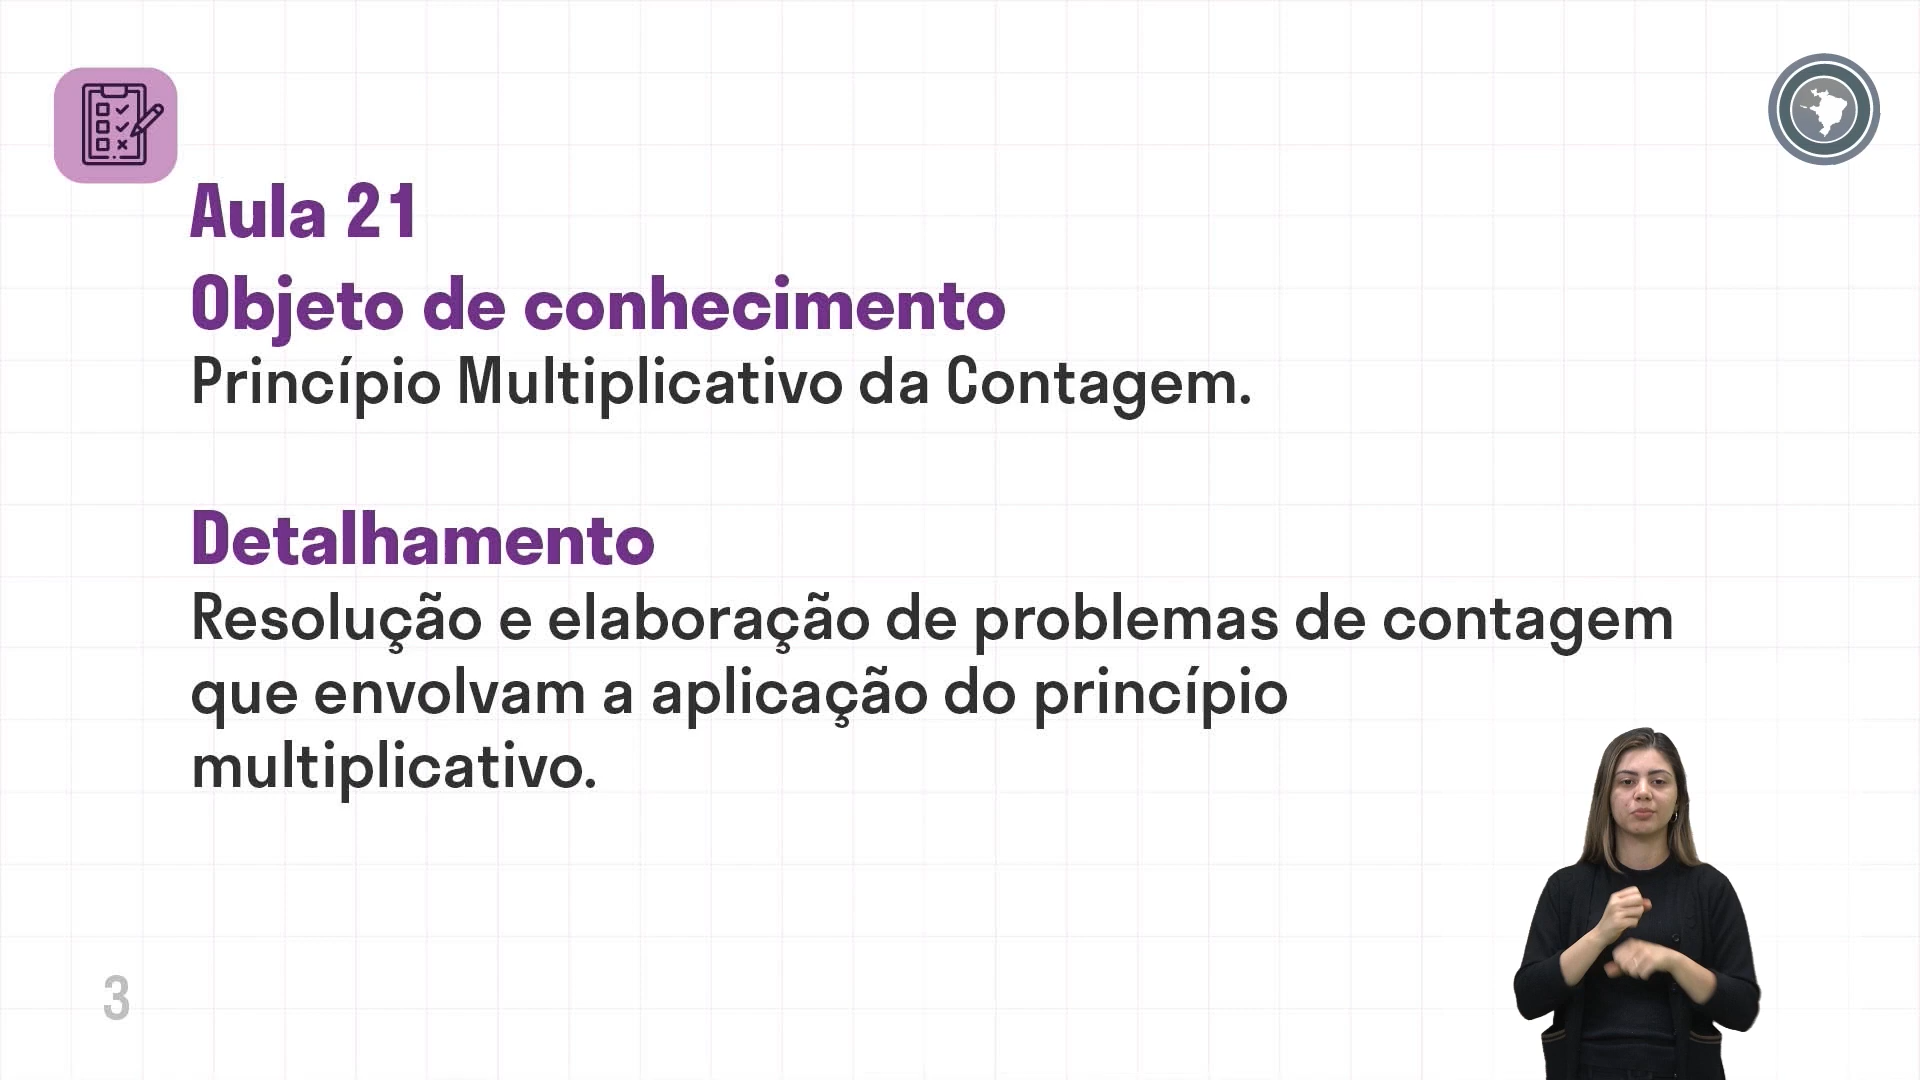 Aula 21
Objeto de conhecimento
Princípio Multiplicativo da Contagem.
Detalhamento
Resolução e elaboração de problemas de contagem
que envolvam a aplicação do princípio
multiplicativo.
3